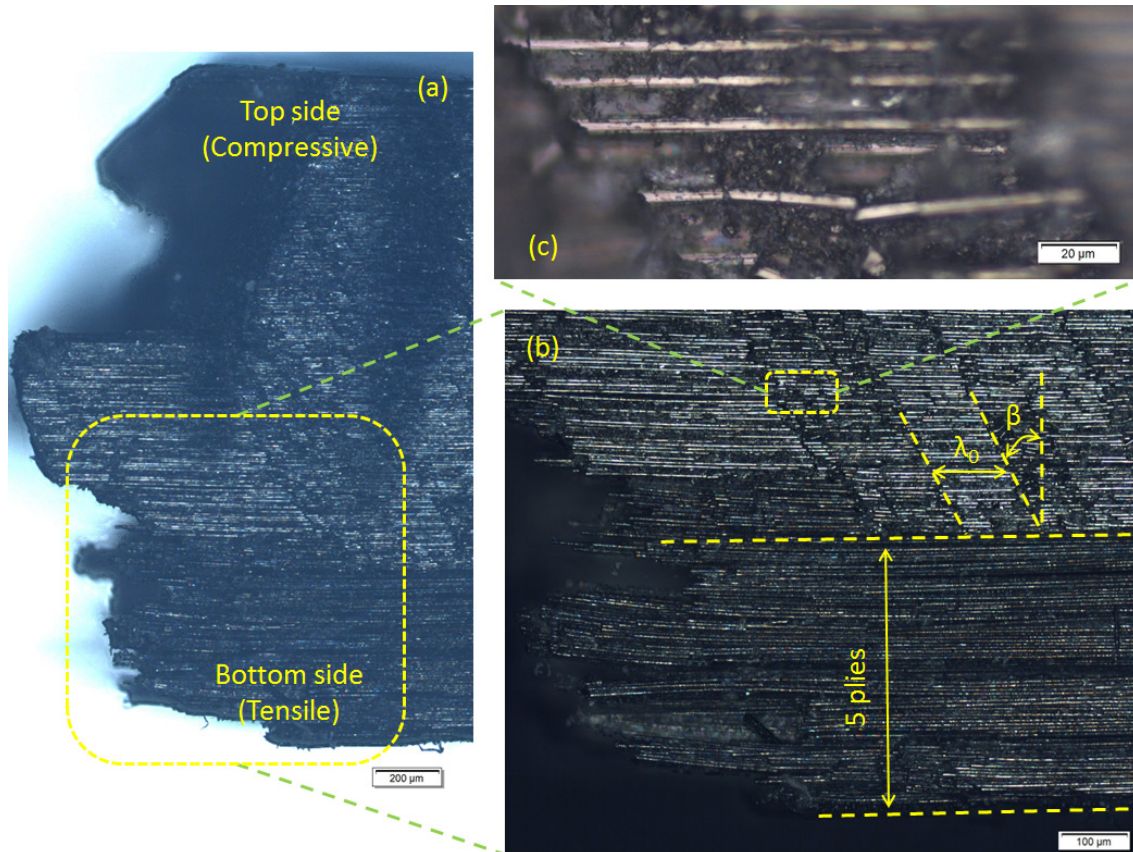 (a)
Top side
(Compressive)
Bottom side
(Tensile)
200 µm
(c)
20 µm
(b)
β
λ0
5 plies
100 µm